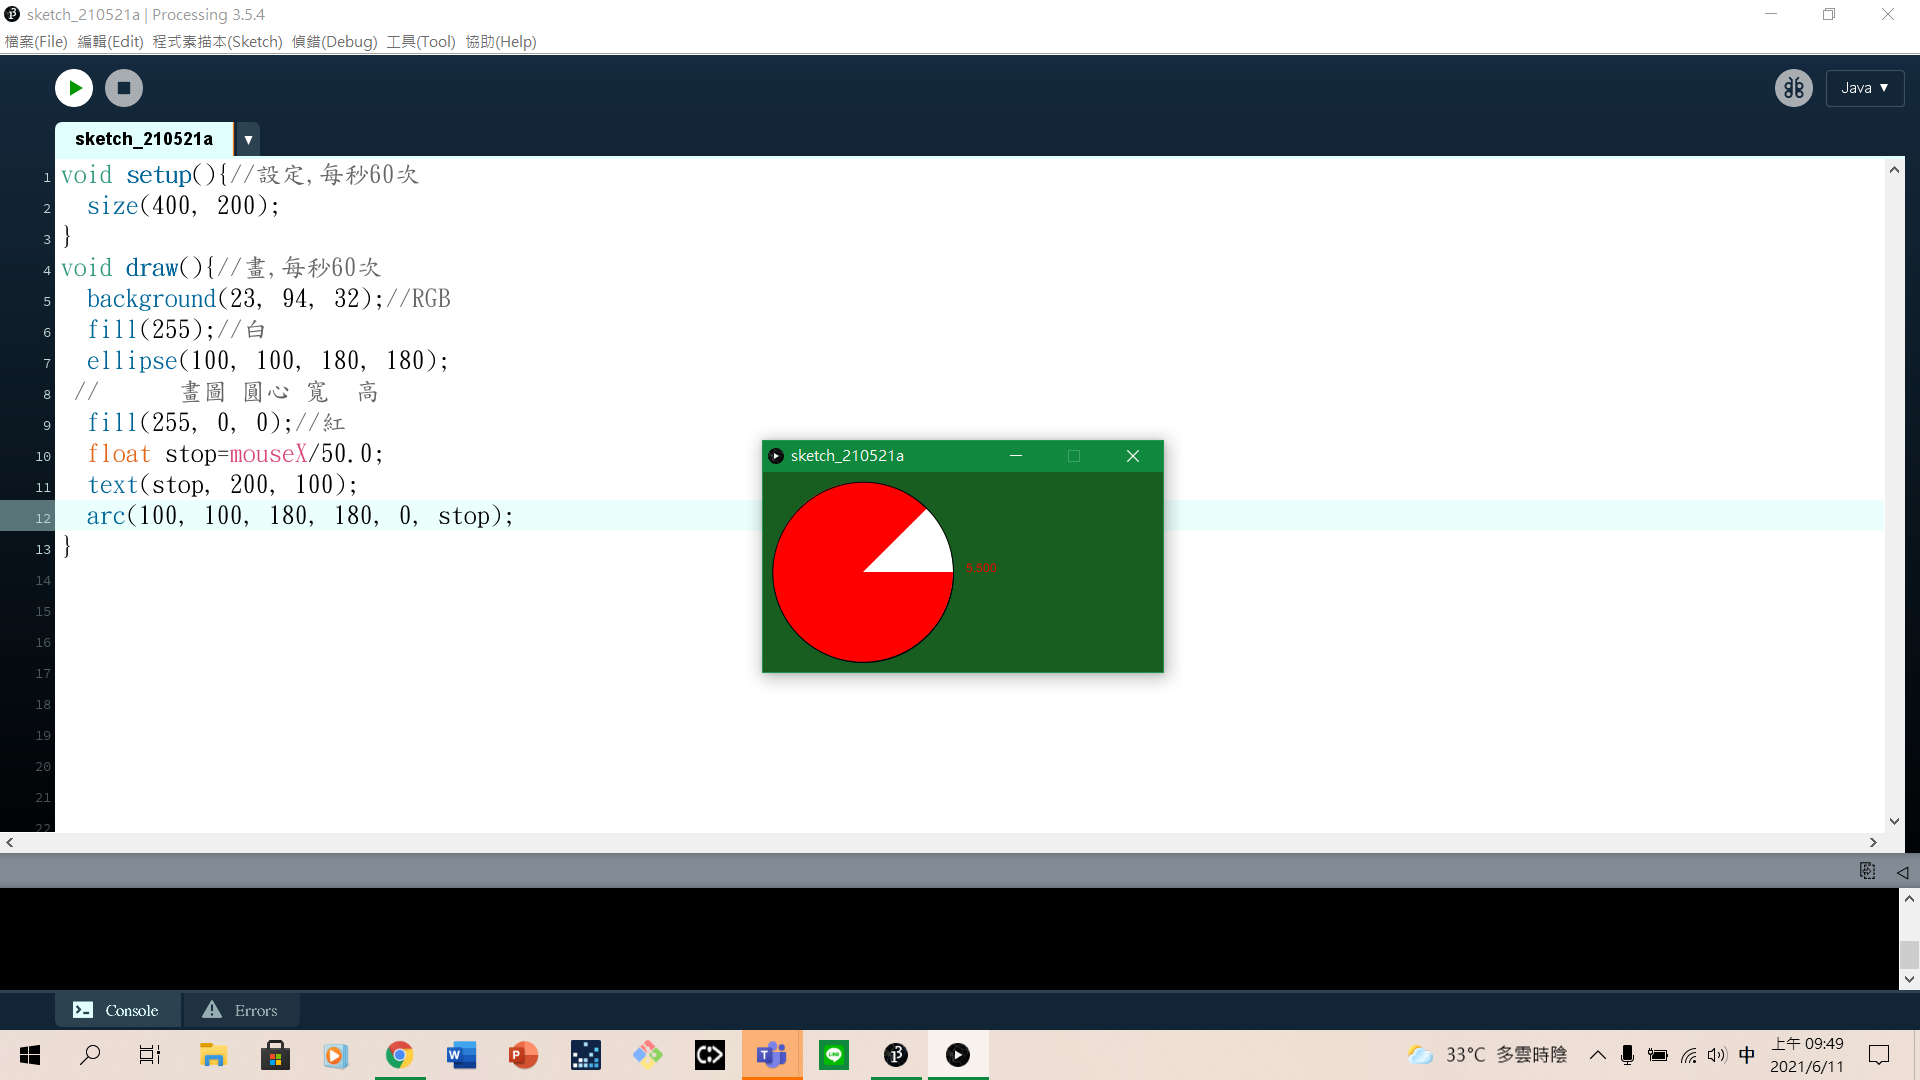 sketch_210521a | Processing 3.5.4
檔案(File) 編輯(Edit) 程式素描本(Sketch) 偵錯(Debug) 工具(Tool) 協助(Help)
Java ▼
sketch_210521a ▼
1 void setup(){//設定,每秒60次
2   size(400, 200);
3 }
4 void draw(){//畫,每秒60次
5   background(23, 94, 32);//RGB
6   fill(255);//白
7   ellipse(100, 100, 180, 180);
8  //      畫圖 圓心 寬  高
9   fill(255, 0, 0);//紅
10   float stop=mouseX/50.0;
11   text(stop, 200, 100);
12   arc(100, 100, 180, 180, 0, stop);
13 }
14
15
16
17
18
19
20
21
22
sketch_210521a
5.500
Console Errors
33°C 多雲時陰 中 上午 09:49
2021/6/11